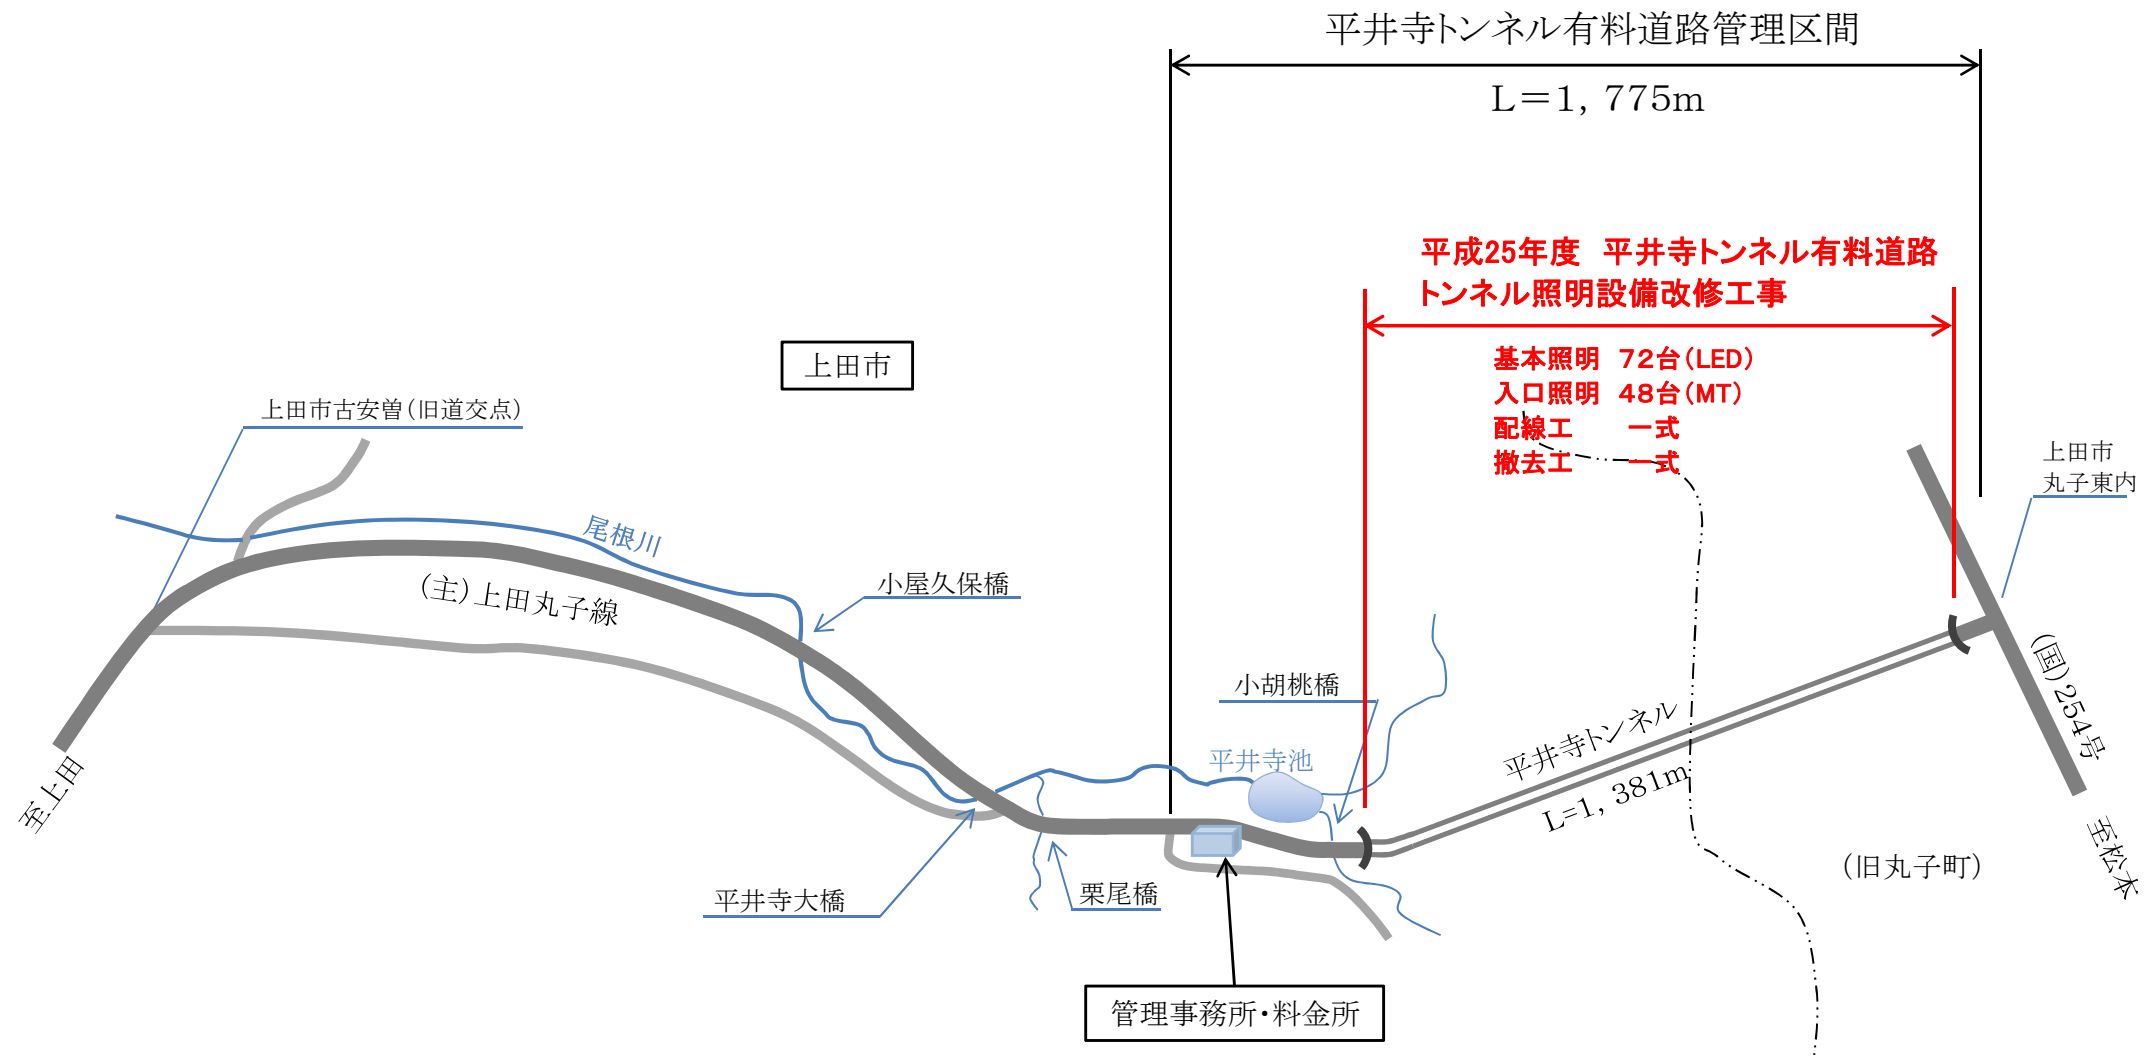 平井寺トンネル有料道路管理区間
L＝1，775m
平成25年度　平井寺トンネル有料道路
トンネル照明設備改修工事
基本照明　72台（LED）
入口照明　48台（MT）
配線工　　一式
撤去工　　一式
上田市
上田市古安曽（旧道交点）
上田市
丸子東内
尾根川
（主）上田丸子線
小屋久保橋
小胡桃橋
（国）254号
平井寺トンネル
L=1，381m
平井寺池
至上田
至松本
（旧丸子町）
平井寺大橋
栗尾橋
管理事務所・料金所